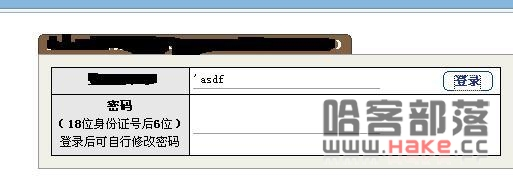 'asdf
登录
密码
（18位身份证号后6位）
登录后可自行修改密码
哈客部落
www.Hake.cc